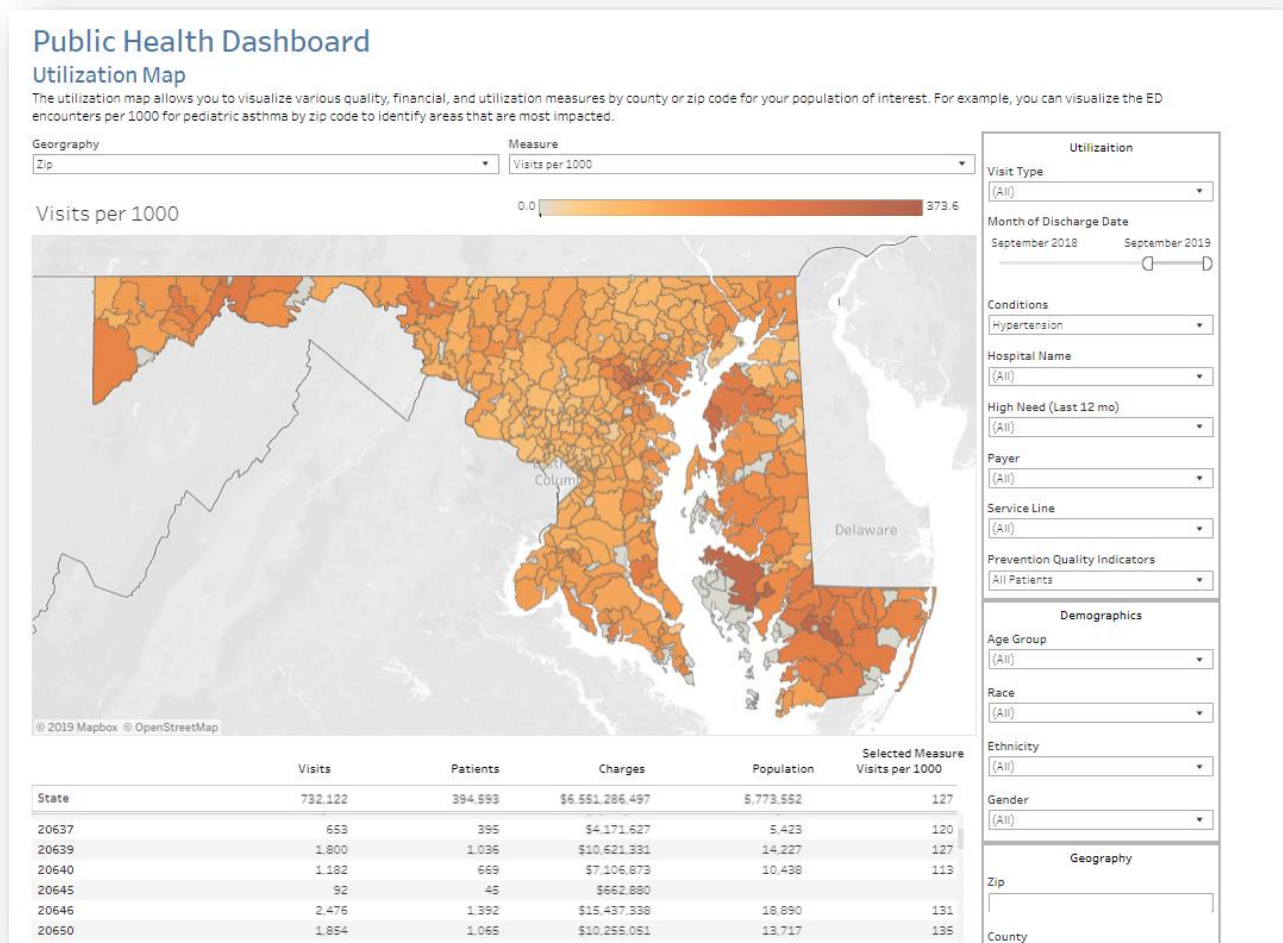 Public Health Dashboard
Utilization Map
The utilization map allows you to visualize various quality, financial, and utilization measures by county or zip code for your population of interest. For example, you can visualize the ED
encounters per 1000 for pediatric asthma by zip code to identify areas that are most impacted.
Georgraphy
Zip
Measure
Visits per 1000
Visits per 1000
0.0
373.6
Colum
Delaware
© 2019 Mapbox © OpenStreetMap
Visits Patients Charges Population Selected Measure
Visits per 1000
State 732,122 394,593 $6,551,286,497 5,773,552 127
20637 653 395 $4,171,627 5,423 120
20639 1,800 1,036 $10,621,331 14,227 127
20640 1,182 669 $7,106,873 10,438 113
20645 92 45 $662,880
20646 2,476 1,392 $15,437,338 18,890 131
20650 1,854 1,065 $10,255,051 13,717 135
Utilizaition
Visit Type
(All)
Month of Discharge Date
September 2018 September 2019
Conditions
Hypertension
Hospital Name
(All)
High Need (Last 12 mo)
(All)
Payer
(All)
Service Line
(All)
Prevention Quality Indicators
All Patients
Demographics
Age Group
(All)
Race
(All)
Ethnicity
(All)
Gender
(All)
Geography
Zip
County